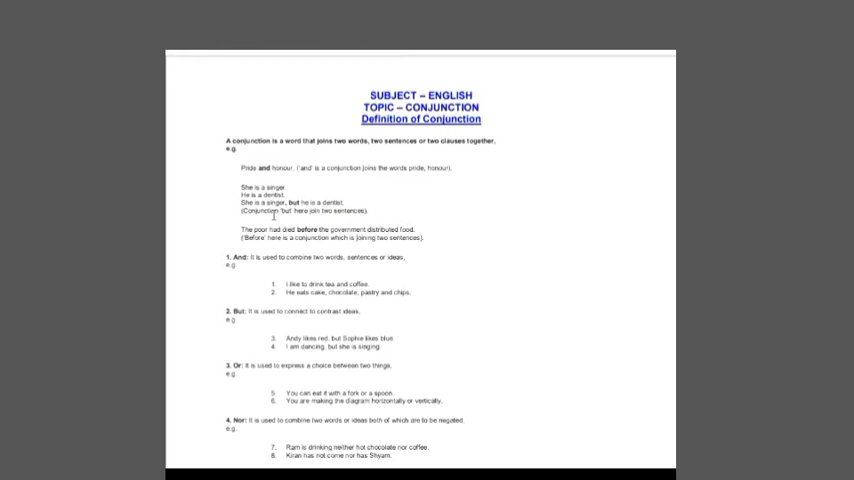 SUBJECT – ENGLISH
TOPIC – CONJUNCTION
Definition of Conjunction
A conjunction is a word that joins two words, two sentences or two clauses together,
e.g.
Pride and honour. ('and' is a conjunction joins the words pride, honour).
She is a singer.
He is a dentist.
She is a singer, but he is a dentist.
(Conjunction 'but' here join two sentences).
The poor had died before the government distributed food.
('Before' here is a conjunction which is joining two sentences).
1. And: It is used to combine two words, sentences or ideas,
e.g.
1. I like to drink tea and coffee.
2. He eats cake, chocolate, pastry and chips.
2. But: It is used to connect to contrast ideas,
e.g.
3. Andy likes red, but Sophie likes blue.
4. I am dancing, but she is singing.
3. Or: It is used to express a choice between two things,
e.g.
5. You can eat it with a fork or a spoon.
6. You are making the diagram horizontally or vertically.
4. Nor: It is used to combine two words or ideas both of which are to be negated,
e.g.
7. Ram is drinking neither hot chocolate nor coffee.
8. Kiran has not come nor has Shyam.